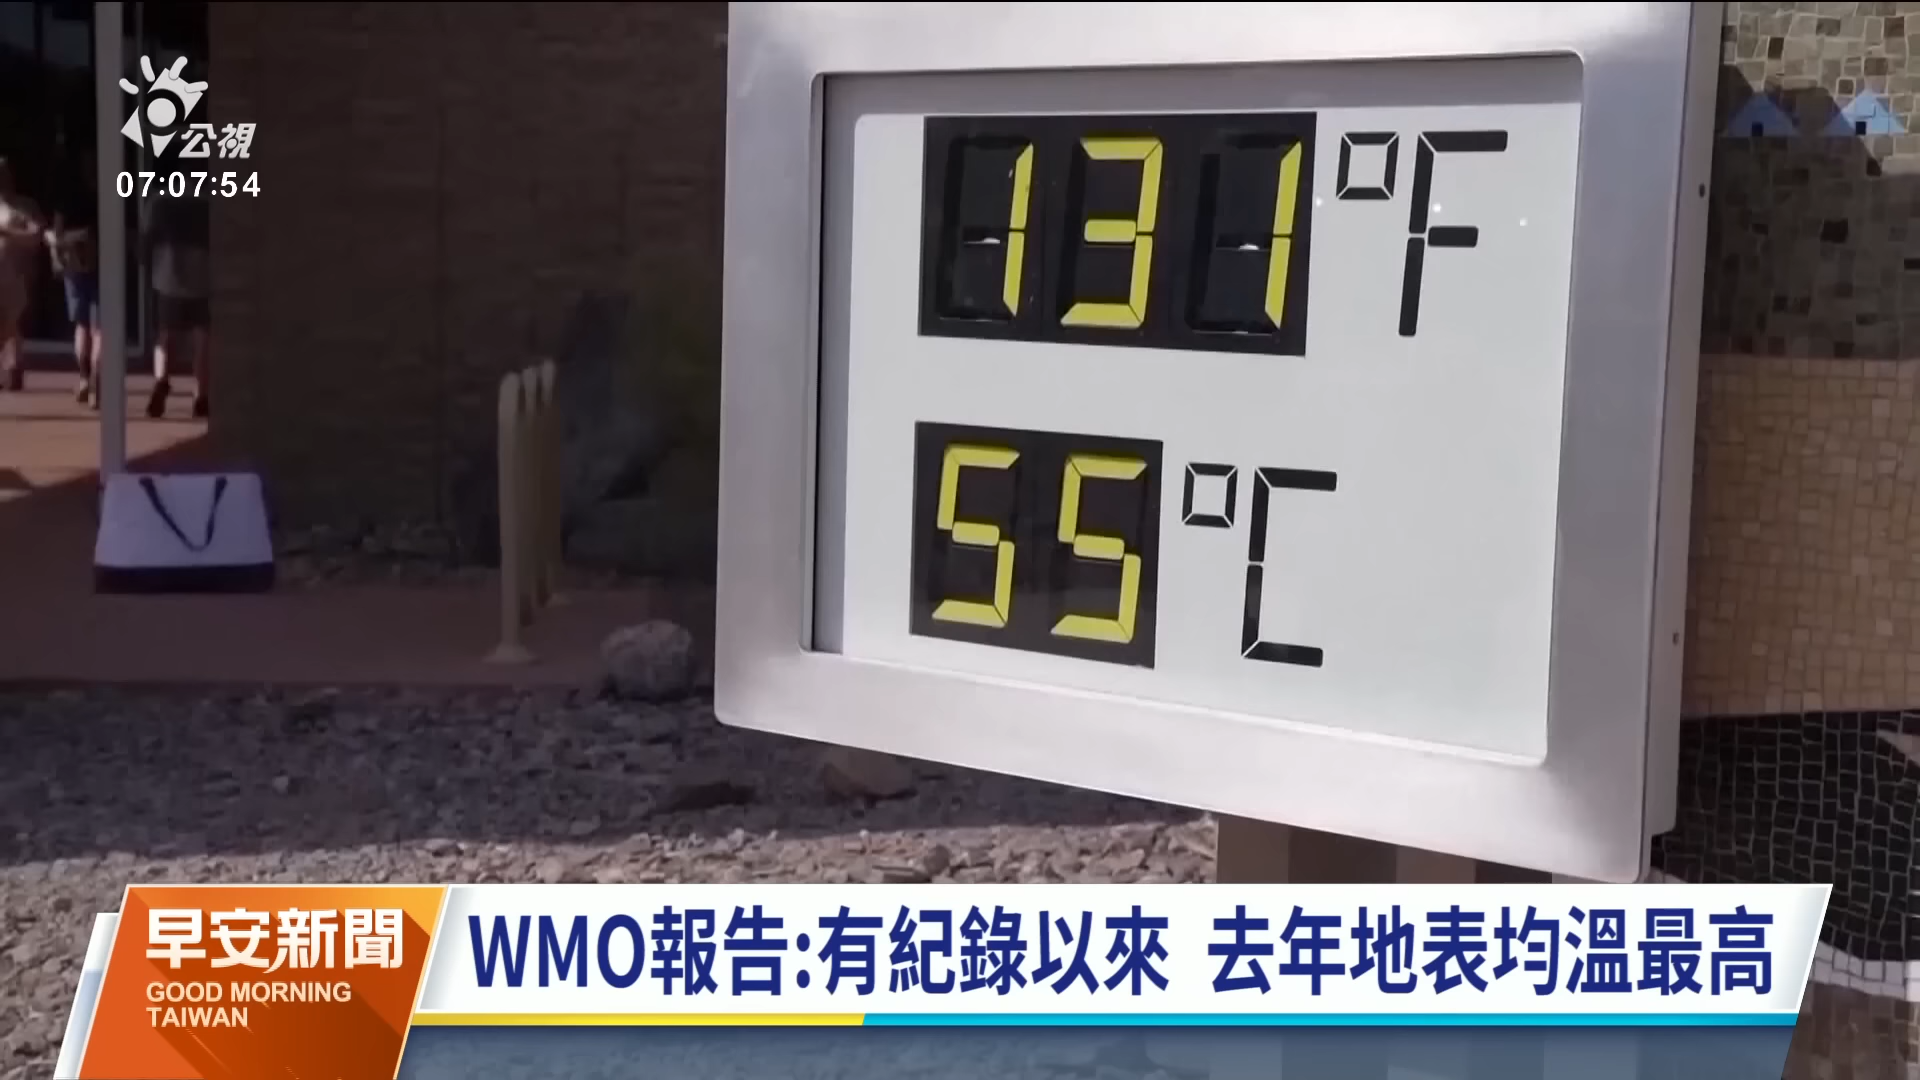 公視
07:07:54
131°F
55°C
早安新聞
GOOD MORNING
TAIWAN
WMO報告:有紀錄以來 去年地表均溫最高